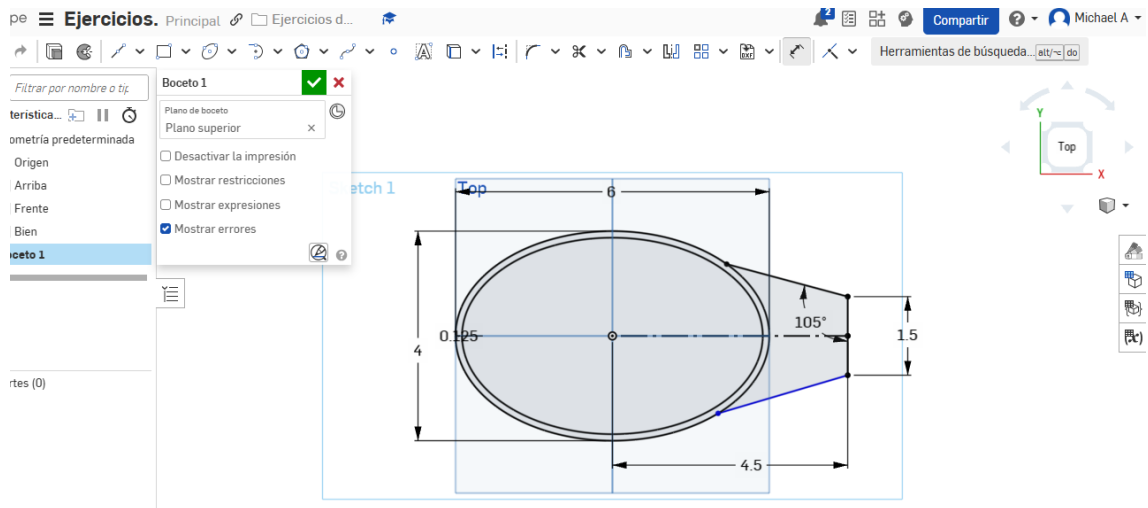 pe Ejercicios. Principal Ejercicios d... 2 Compartir Michael A
Herramientas de búsqueda... alt/⌥ do
Filtrar por nombre o tip
terística...
ometría predeterminada
Origen
Arriba
Frente
Bien
oceto 1
rtes (0)
Boceto 1
Plano de boceto
Plano superior
Desactivar la impresión
Mostrar restricciones
Mostrar expresiones
Mostrar errores
etch 1
Top
6
4
0.125
105°
1.5
4.5
Y
Top
X